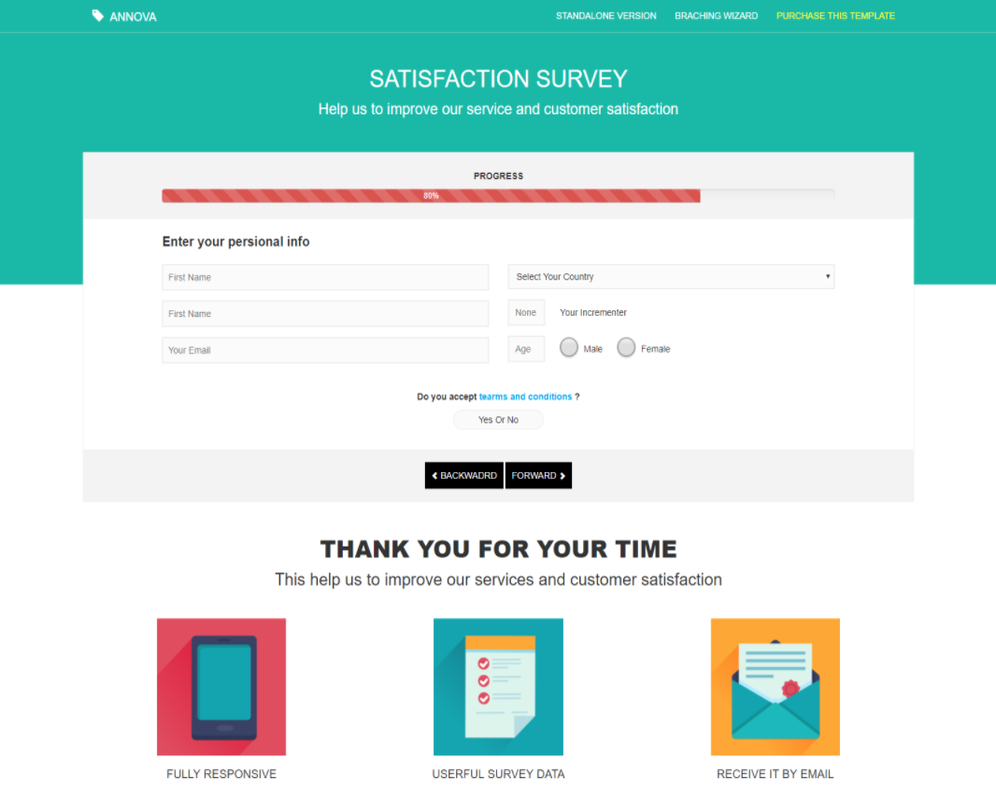 ANNOVA
STANDALONE VERSION
BRACHING WIZARD
PURCHASE THIS TEMPLATE
SATISFACTION SURVEY
Help us to improve our service and customer satisfaction
PROGRESS
80%
Enter your persional info
First Name
Select Your Country
First Name
None
Your Incrementer
Your Email
Age
Male
Female
Do you accept tearms and conditions ?
Yes Or No
BACKWADRD
FORWARD
THANK YOU FOR YOUR TIME
This help us to improve our services and customer satisfaction
FULLY RESPONSIVE
USERFUL SURVEY DATA
RECEIVE IT BY EMAIL